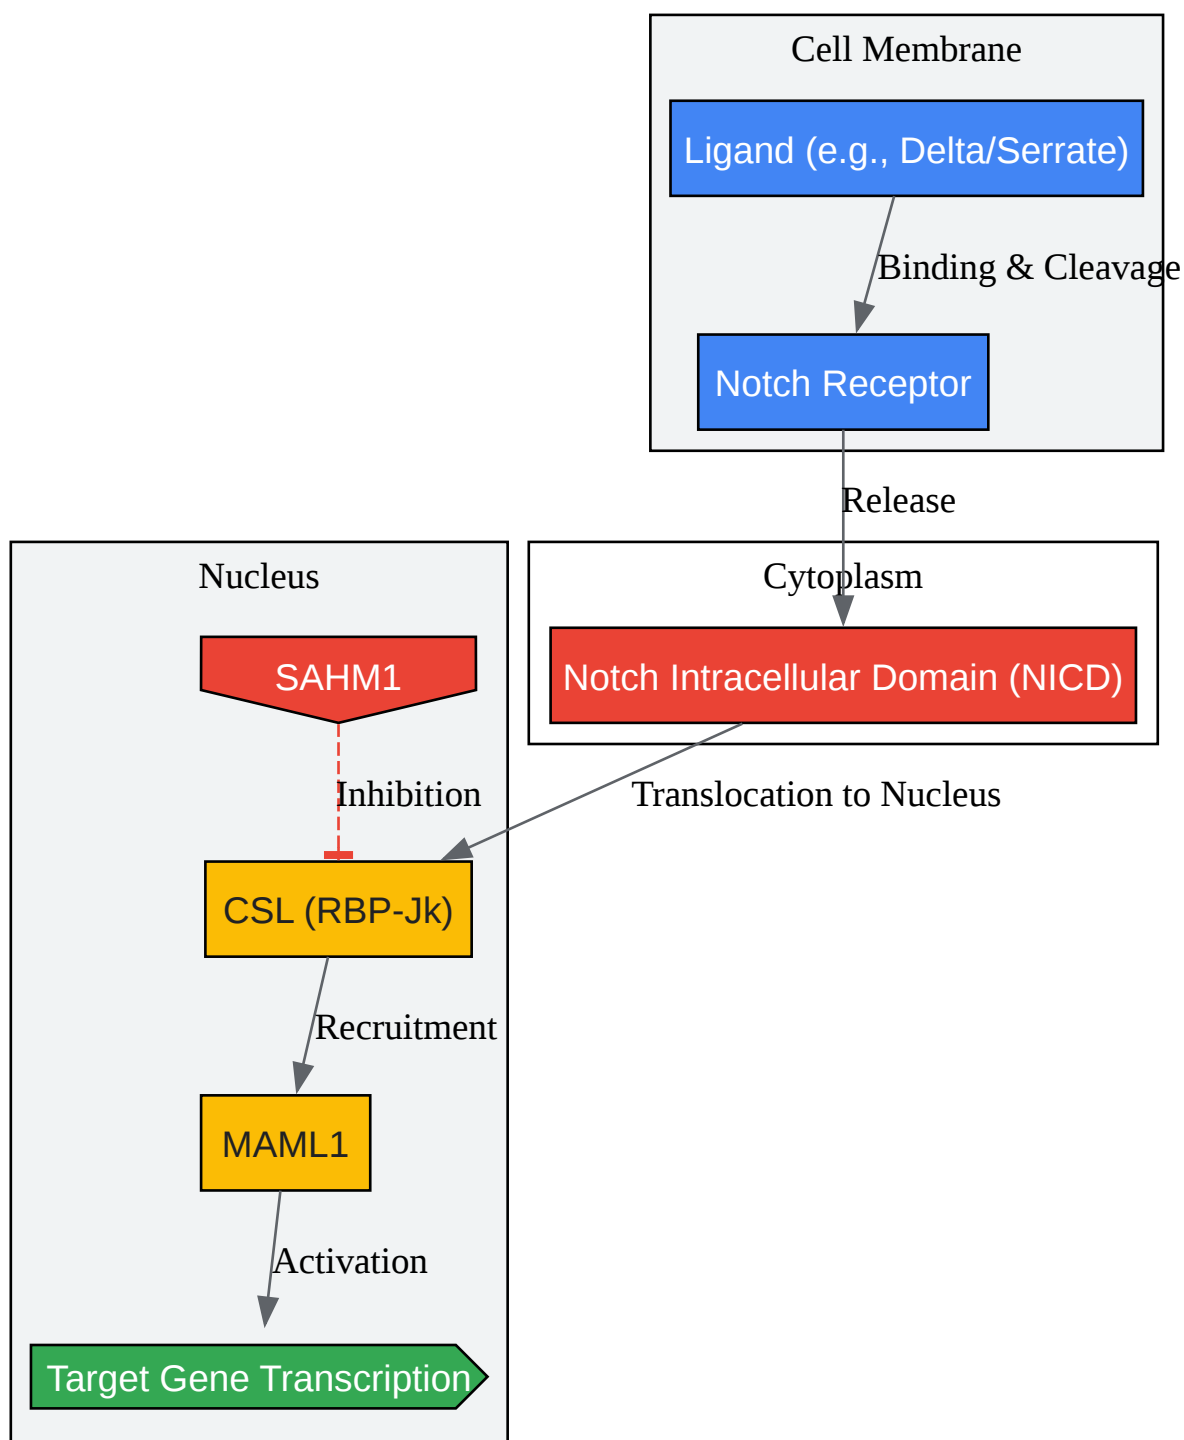 Cell Membrane
Ligand (e.g., Delta/Serrate)
Binding & Cleavage
Notch Receptor
Release
Nucleus
Cytoplasm
SAHM1
Notch Intracellular Domain (NICD)
Inhibition
Translocation to Nucleus
CSL (RBP-Jk)
Recruitment
MAML1
Activation
Target Gene Transcription